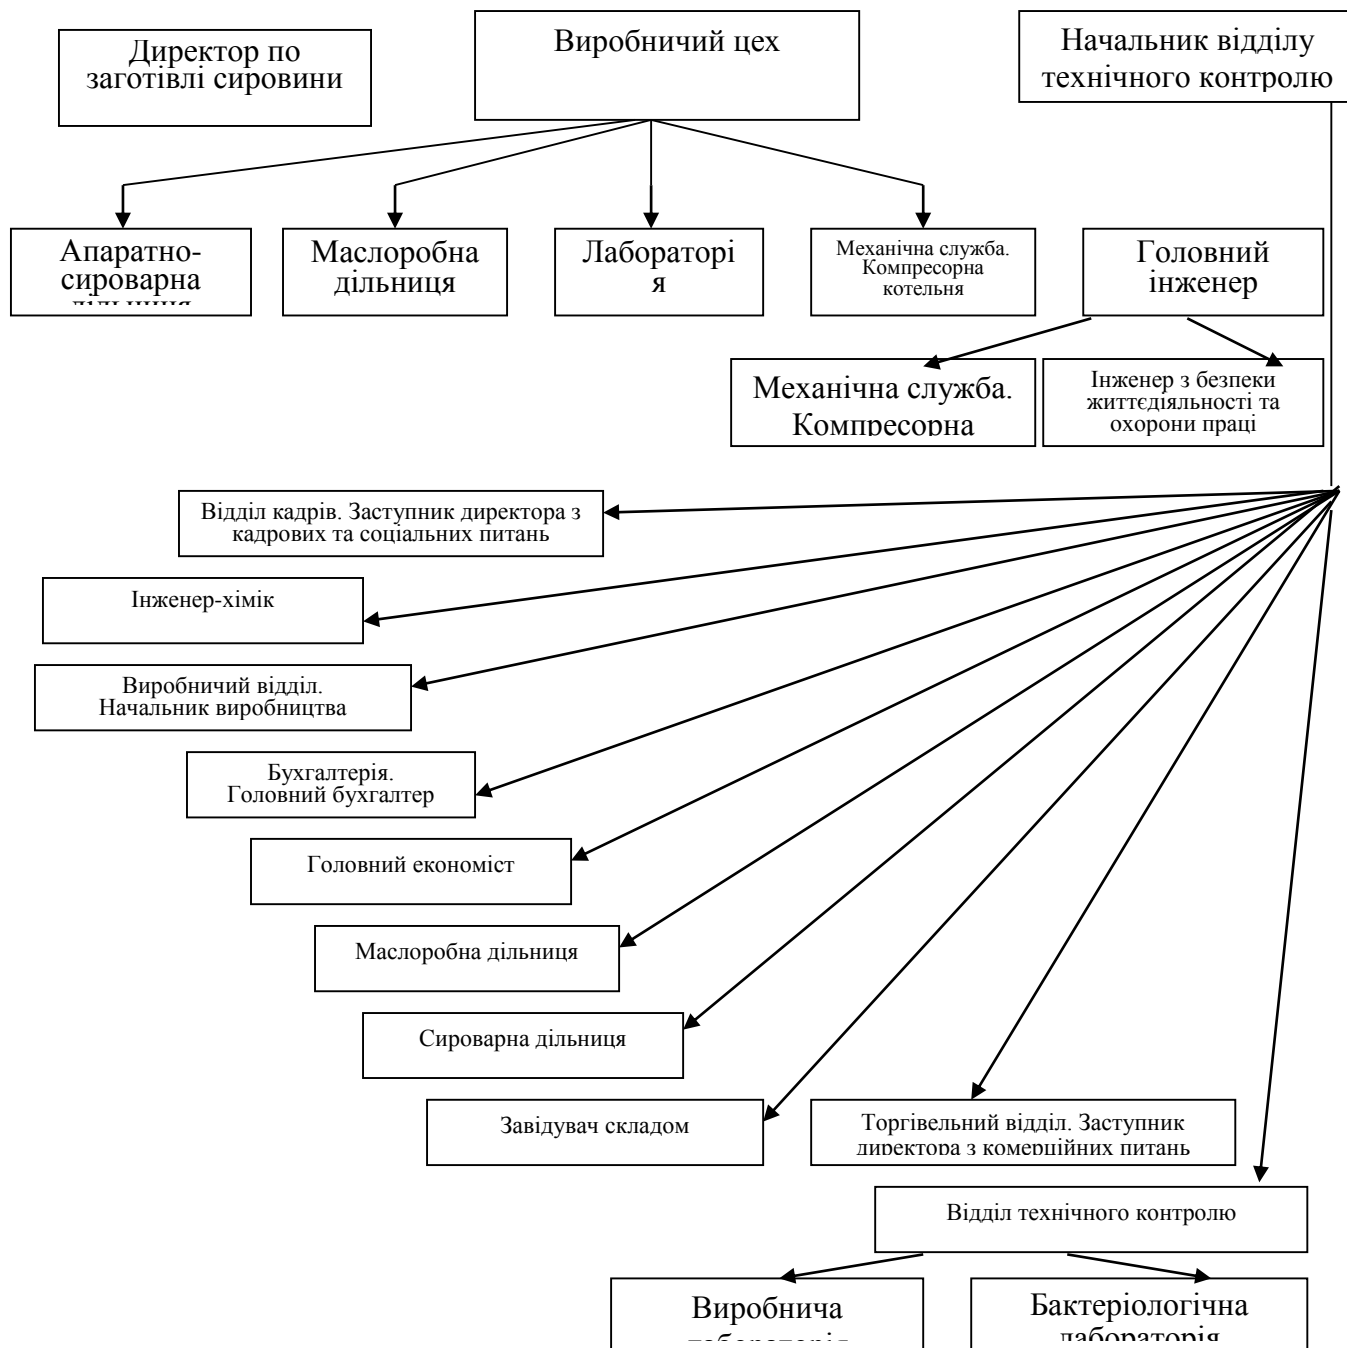 Директор по
заготівлі сировини
Виробничий цех
Начальник відділу
технічного контролю
Апаратно-
сироварна
дільниця
Маслоробна
дільниця
Лабораторі
я
Механічна служба.
Компресорна
котельня
Головний
інженер
Механічна служба.
Компресорна
Інженер з безпеки
життєдіяльності та
охорони праці
Відділ кадрів. Заступник директора з
кадрових та соціальних питань
Інженер-хімік
Виробничий відділ.
Начальник виробництва
Бухгалтерія.
Головний бухгалтер
Головний економіст
Маслоробна дільниця
Сироварна дільниця
Завідувач складом
Торгівельний відділ. Заступник
директора з комерційних питань
Відділ технічного контролю
Виробнича
лабораторія
Бактеріологічна
лабораторія